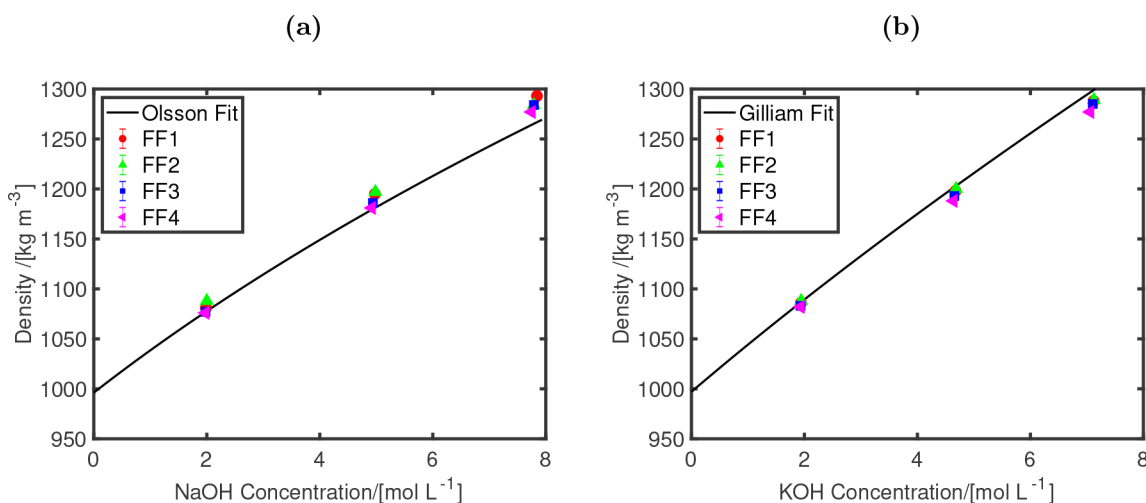 (a)
1300
1250
1200
1150
1100
1050
1000
950
0
2
4
6
8
Density /[kg m-3]
NaOH Concentration/[mol L-1]
Olsson Fit
FF1
FF2
FF3
FF4
(b)
1300
1250
1200
1150
1100
1050
1000
950
0
2
4
6
8
Density /[kg m-3]
KOH Concentration/[mol L-1]
Gilliam Fit
FF1
FF2
FF3
FF4